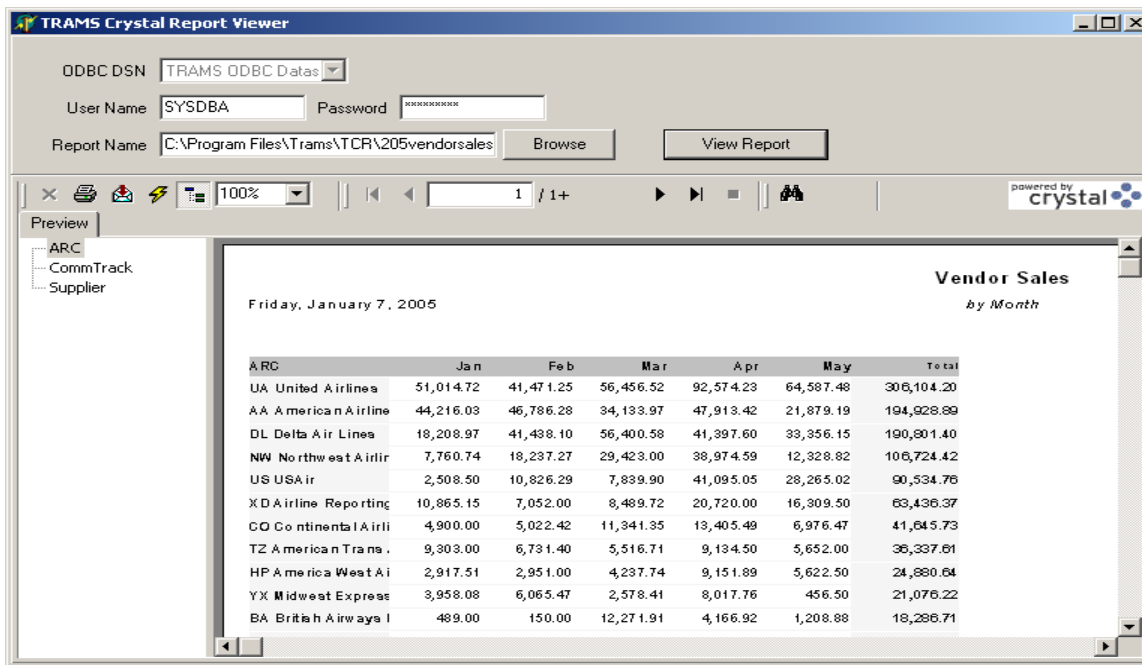 TRAMS Crystal Report Viewer
ODBC DSN TRAMS ODBC Datas
User Name SYSDBA Password *********
Report Name C:\Program Files\Trams\TCR\205vendorsales Browse View Report
100% 1 / 1+ powered by crystal
Preview
ARC
CommTrack
Supplier
Vendor Sales
Friday, January 7, 2005 by Month
ARC Jan Feb Mar Apr May Total
UA United Airlines 51,014.72 41,471.25 56,456.52 92,574.23 64,587.48 306,104.20
AA American Airline 44,216.03 46,786.28 34,133.97 47,913.42 21,879.19 194,928.89
DL Delta Air Lines 18,208.97 41,438.10 56,400.58 41,397.60 33,356.15 190,801.40
NW Northwest Airlin 7,760.74 18,237.27 29,423.00 38,974.59 12,328.82 106,724.42
US USAir 2,508.50 10,826.29 7,839.90 41,095.05 28,265.02 90,534.76
XD Airline Reporting 10,865.15 7,052.00 8,489.72 20,720.00 16,309.50 63,436.37
CO Continental Airli 4,900.00 5,022.42 11,341.35 13,405.49 6,976.47 41,645.73
TZ American Trans 9,303.00 6,731.40 5,516.71 9,134.50 5,652.00 36,337.61
HP America West Ai 2,917.51 2,951.00 4,237.74 9,151.89 5,622.50 24,880.64
YX Midwest Express 3,958.08 6,065.47 2,578.41 8,017.76 456.50 21,076.22
BA British Airways 489.00 150.00 12,271.91 4,166.92 1,208.88 18,286.71